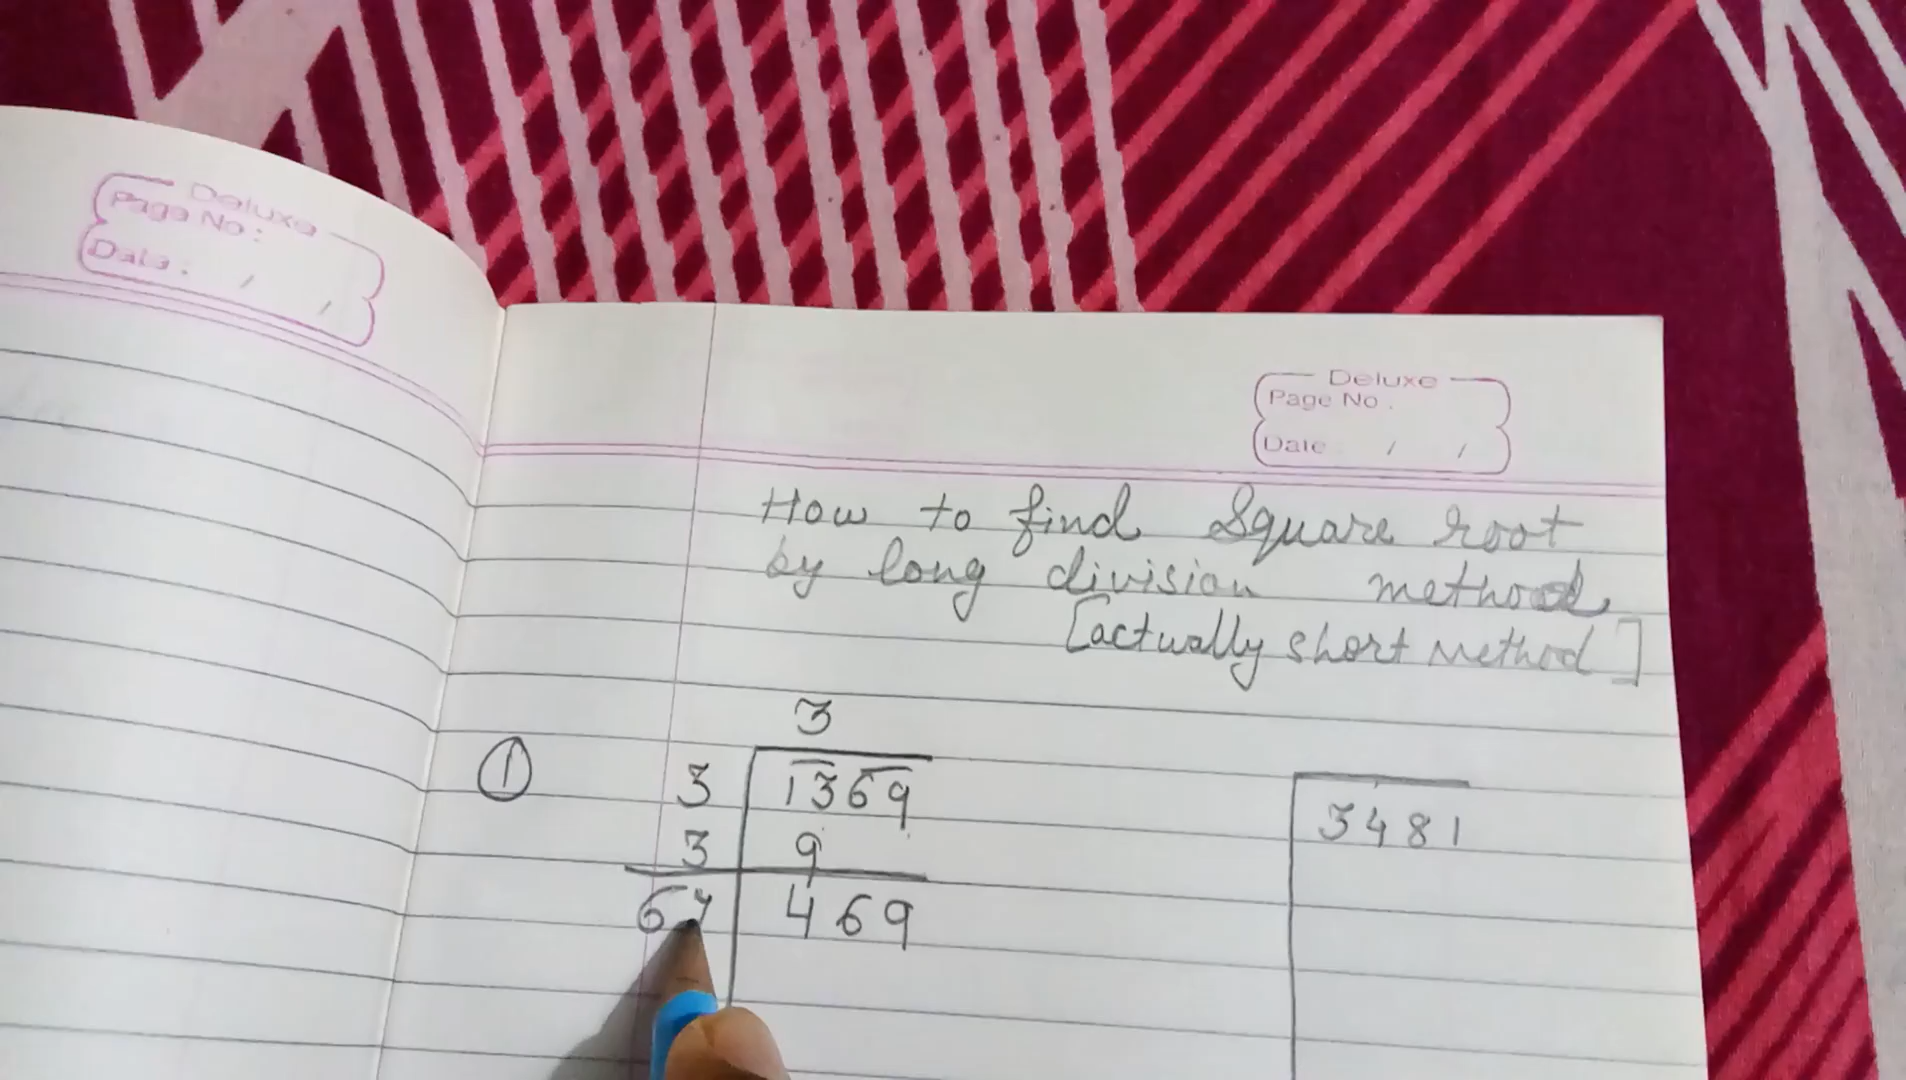 Deluxe
Page No :
Date : / /
Deluxe
Page No .
Date / /
How to find Square root
by long division method
[actually short Method]
3
① 3 1369 3481
3 9
67 469